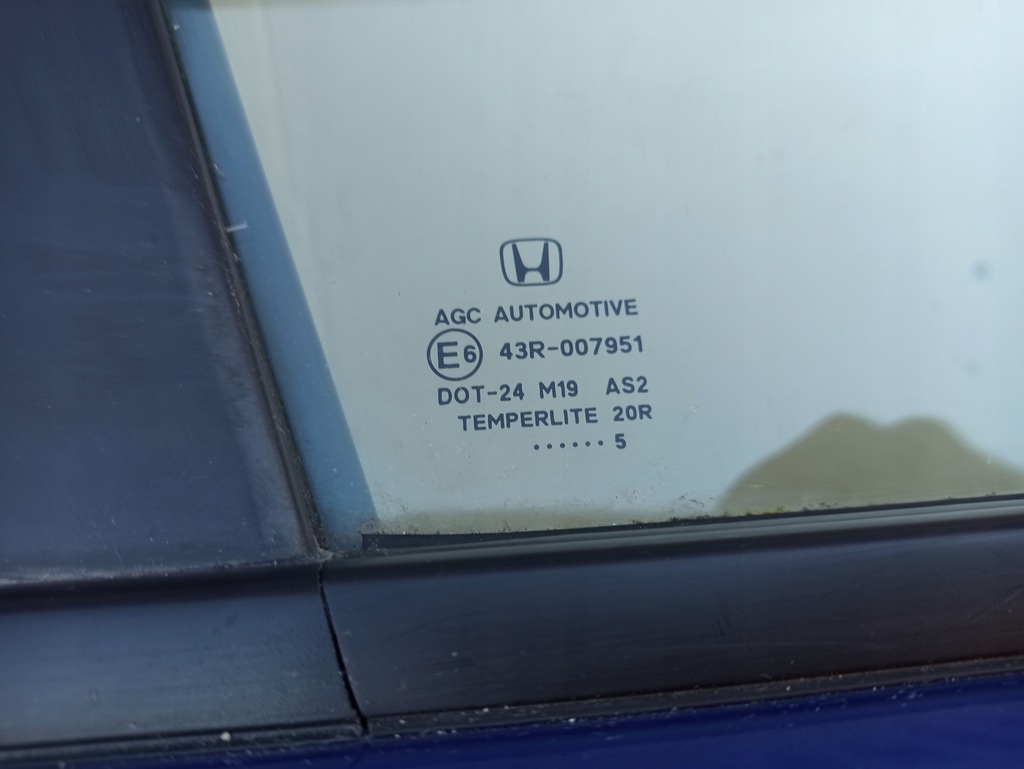 AGC AUTOMOTIVE
E6 43R-007951
DOT-24 M19 AS2
TEMPERLITE 20R
......5